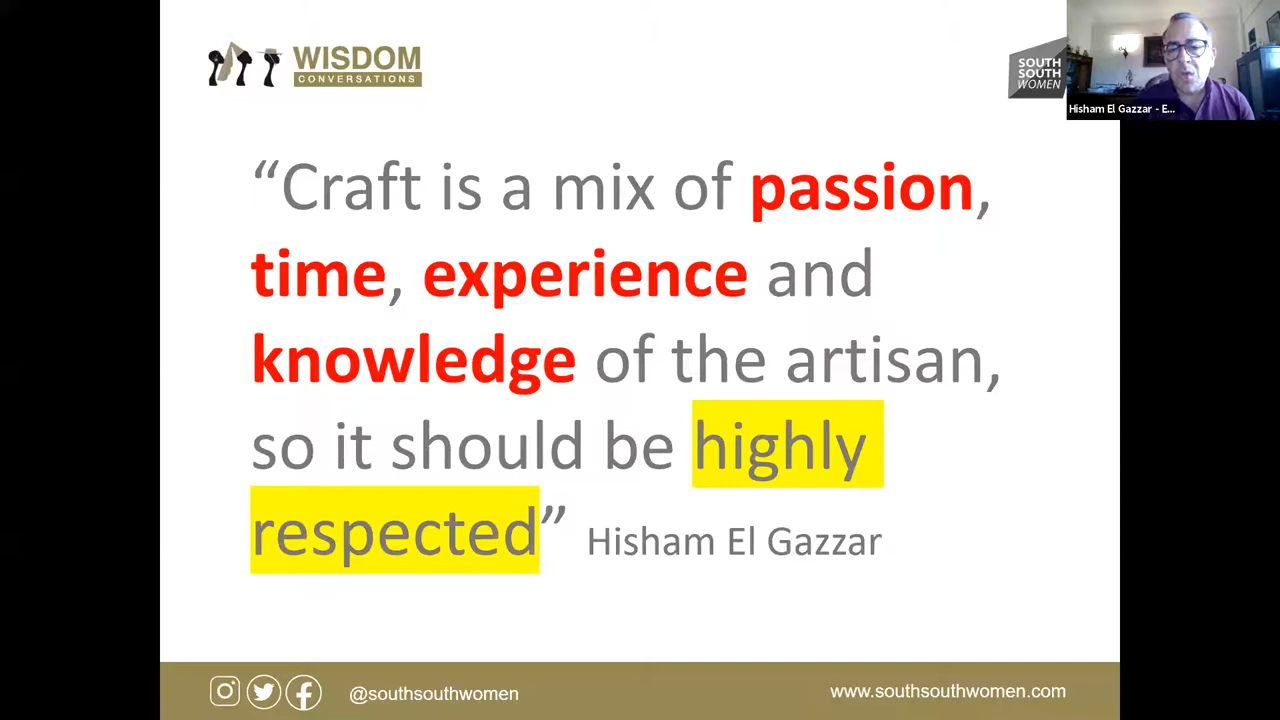 WISDOM
CONVERSATIONS
SOUTH
SOUTH
WOMEN
Hisham El Gazzar - E...
“Craft is a mix of passion,
time, experience and
knowledge of the artisan,
so it should be highly
respected” Hisham El Gazzar
@southsouthwomen
www.southsouthwomen.com